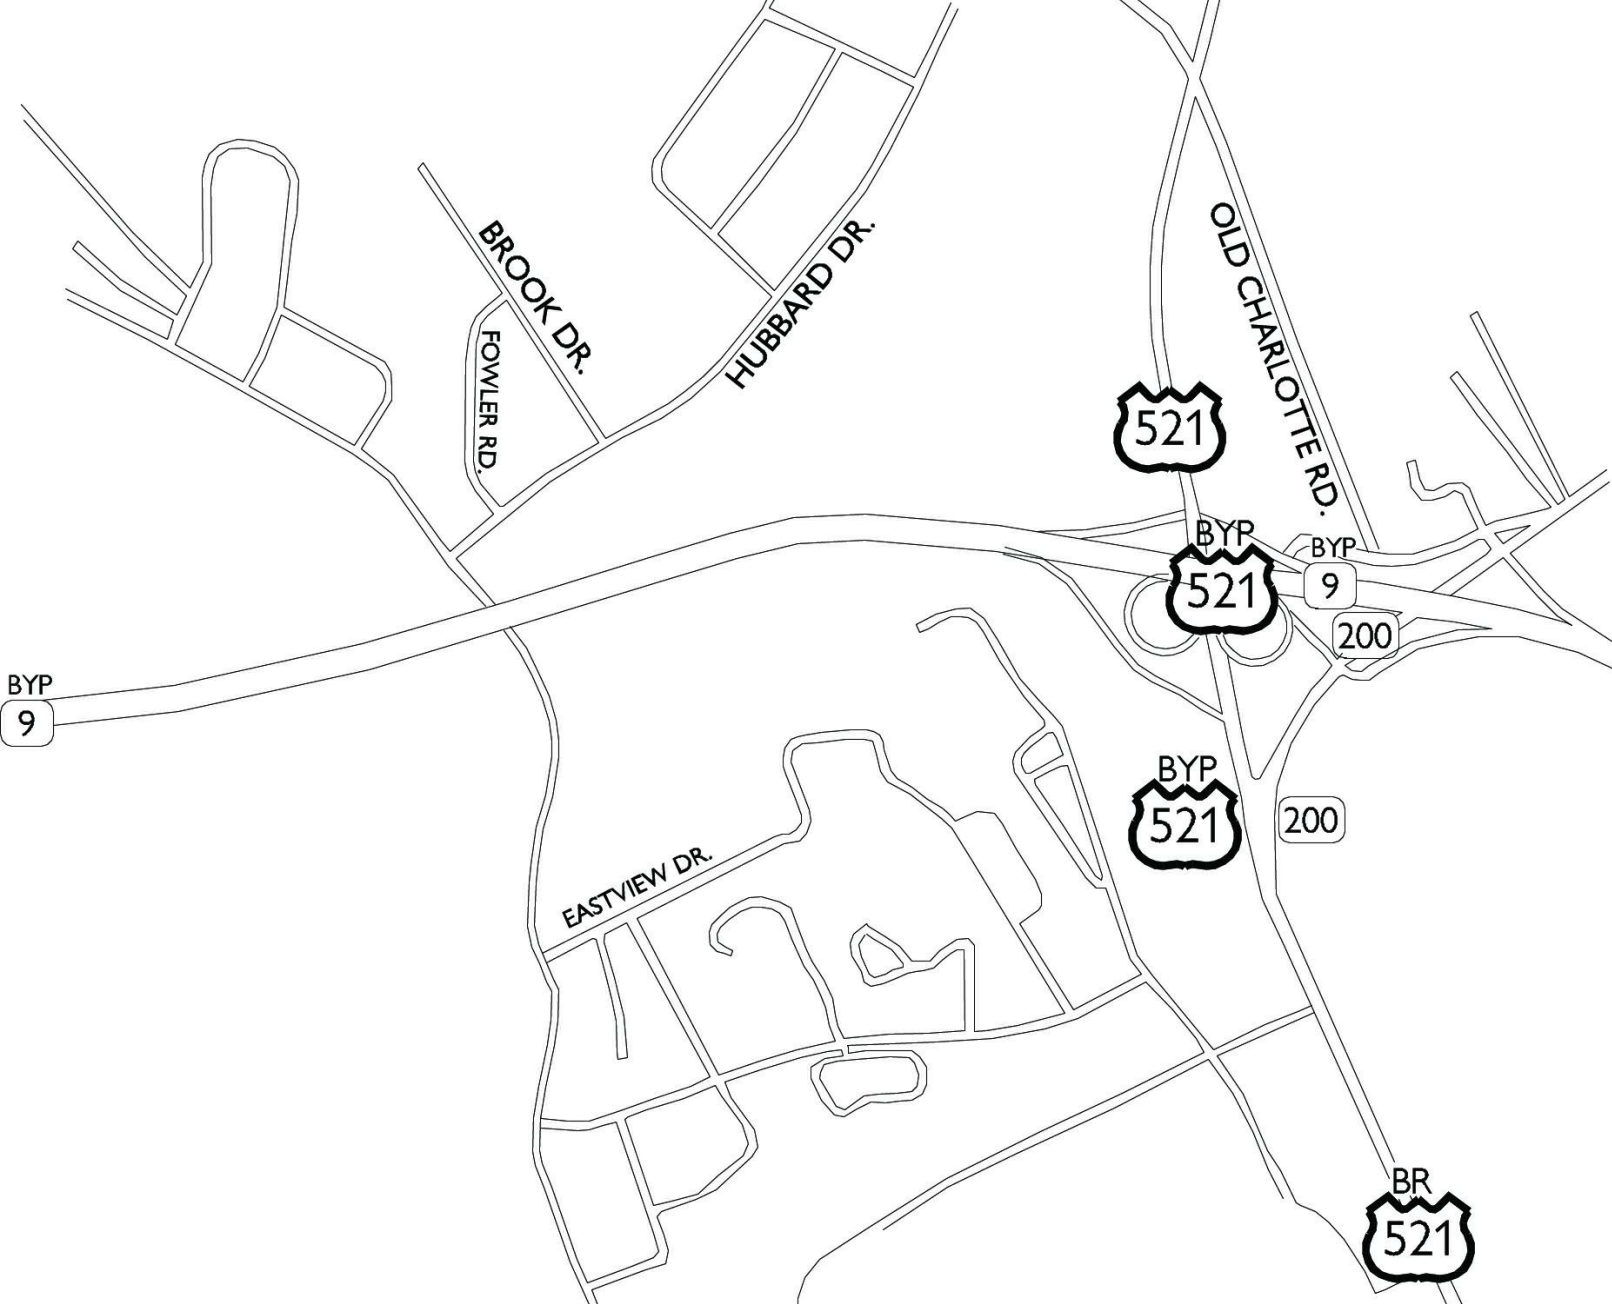 BROOK DR.
FOWLER RD.
HUBBARD DR.
OLD CHARLOTTE RD.
521
BYP
521
BYP
9
200
BYP
9
BYP
521
200
EASTVIEW DR.
BR
521